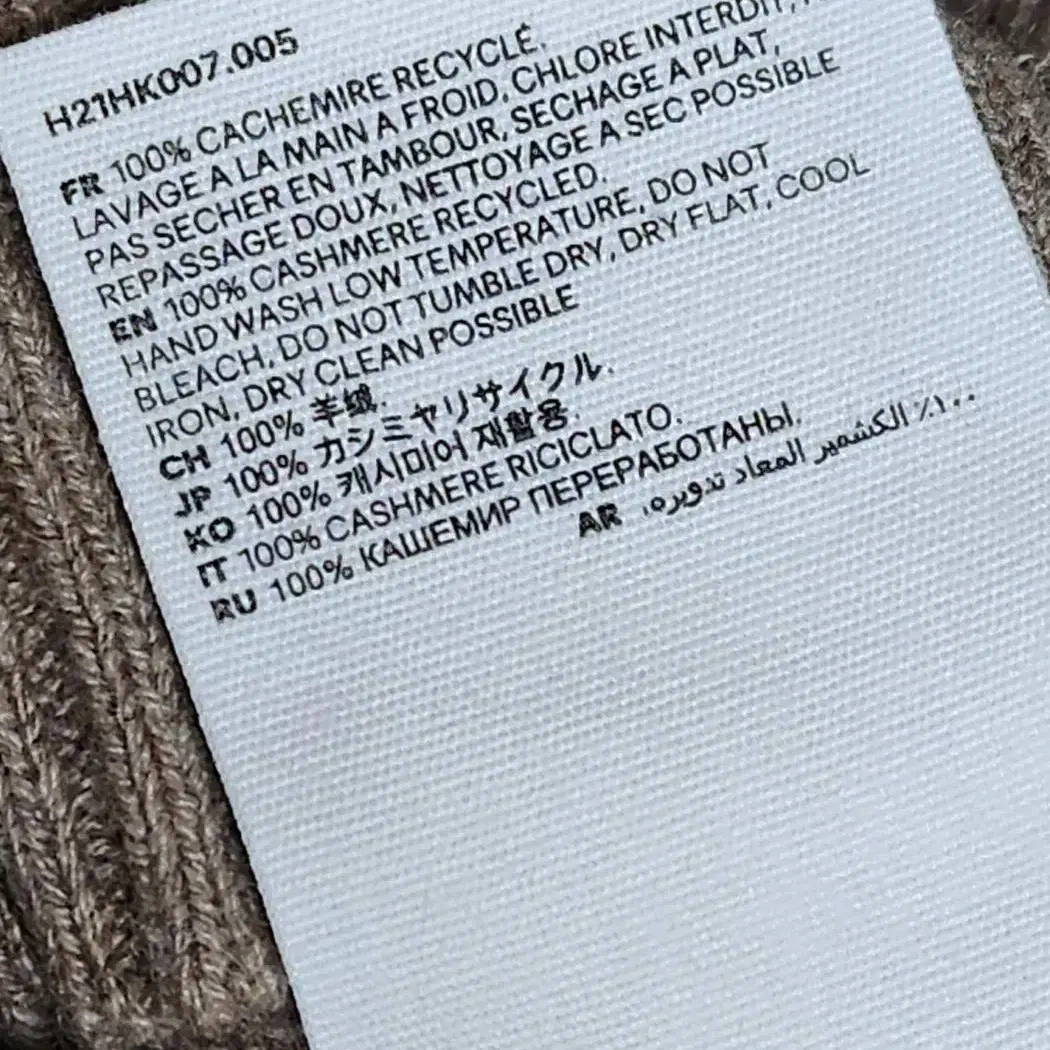 H21HK007.005
FR 100% CACHEMIRE RECYCLÉ.
LAVAGE A LA MAIN A FROID, CHLORE INTERDIT,
PAS SECHER EN TAMBOUR, SECHAGE A PLAT,
REPASSAGE DOUX, NETTOYAGE A SEC POSSIBLE
EN 100% CASHMERE RECYCLED.
HAND WASH LOW TEMPERATURE, DO NOT
BLEACH, DO NOT TUMBLE DRY, DRY FLAT, COOL
IRON, DRY CLEAN POSSIBLE
CH 100% 羊绒.
JP 100% カシミヤリサイクル.
KO 100% 캐시미어 재활용.
IT 100% CASHMERE RICICLATO.
RU 100% КАШЕМИР ПЕРЕРАБОТАНЫ.
AR ٪١٠٠ الكشمير المعاد تدويره.